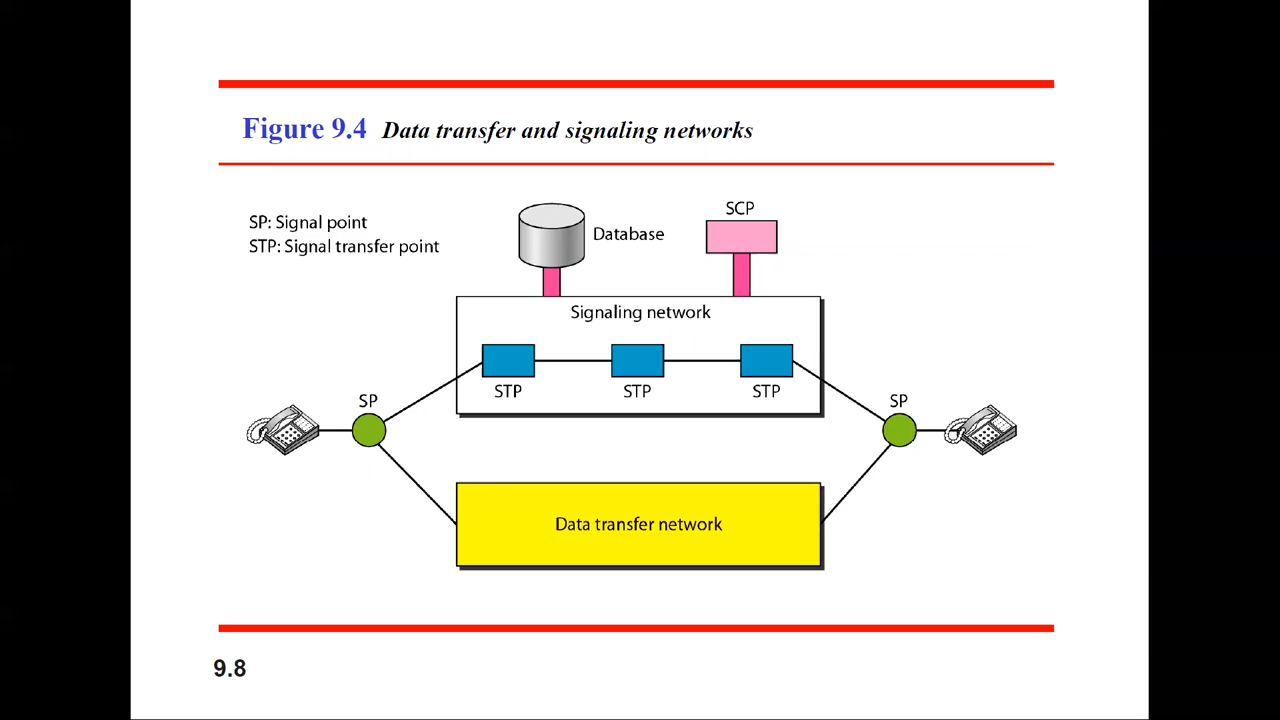 Figure 9.4 Data transfer and signaling networks
SP: Signal point
STP: Signal transfer point
Database
SCP
Signaling network
STP STP STP
SP
SP
Data transfer network
9.8